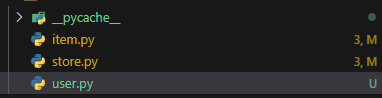 __pycache__
item.py 3, M
store.py 3, M
user.py U